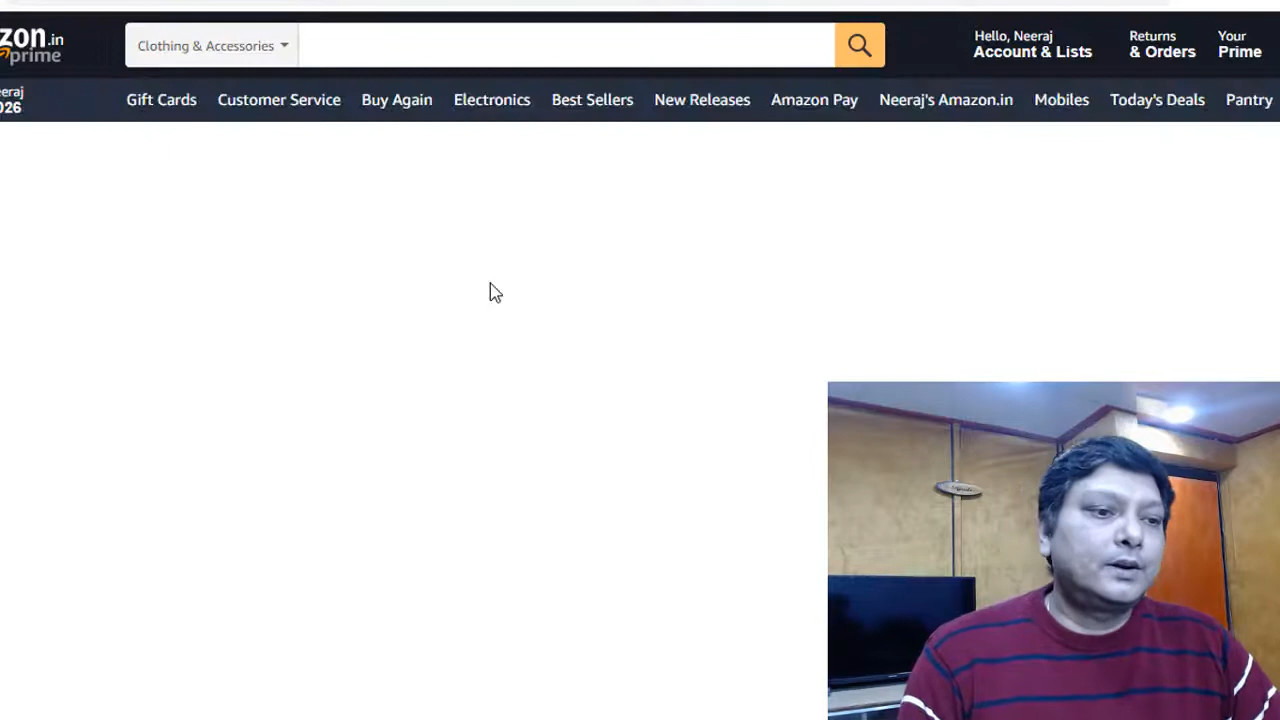 zon.in
prime
Clothing & Accessories
Hello, Neeraj
Account & Lists
Returns
& Orders
Your
Prime
eeraj
026
Gift Cards Customer Service Buy Again Electronics Best Sellers New Releases Amazon Pay Neeraj's Amazon.in Mobiles Today's Deals Pantry